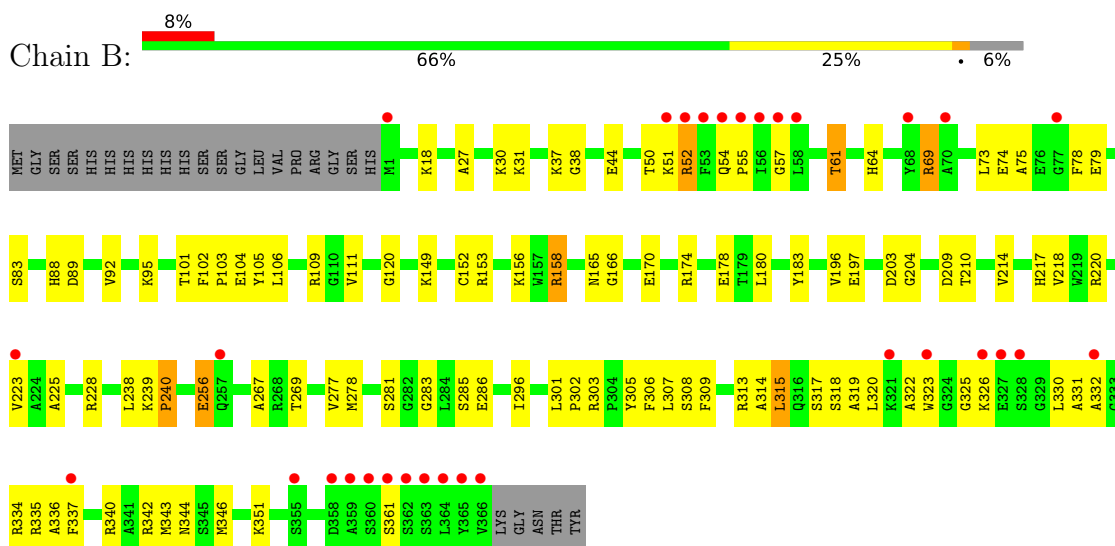 8%
Chain B:
66% 25% • 6%
MET GLY SER SER HIS HIS HIS HIS HIS HIS SER SER GLY LEU VAL PRO ARG GLY SER HIS M1 K18 A27 K30 K31 K37 G38 E44 T50 K51 R52 F53 Q54 P55 I56 G57 L58 T61 H64 Y68 R69 A70 L73 E74 A75 E76 G77 F78 E79
S83 H88 D89 V92 K95 T101 F102 P103 E104 Y105 L106 R109 G110 V111 G120 K149 C152 R153 K156 W157 R158 N165 G166 E170 R174 E178 T179 L180 Y183 V196 E197 D203 G204 D209 T210 V214 H217 V218 W219 R220
V223 A224 A225 R228 L238 K239 P240 E256 Q257 A267 R268 T269 V277 M278 S281 G282 G283 L284 S285 E286 I296 L301 P302 R303 P304 Y305 F306 L307 S308 F309 R313 A314 L315 Q316 S317 S318 A319 L320 K321 A322 W323 G324 G325 K326 E327 S328 G329 L330 A331 A332 G333
R334 R335 A336 F337 R340 A341 R342 M343 N344 S345 M346 K351 S355 D358 A359 S360 S361 S362 S363 L364 Y365 V366 LYS GLY ASN THR TYR